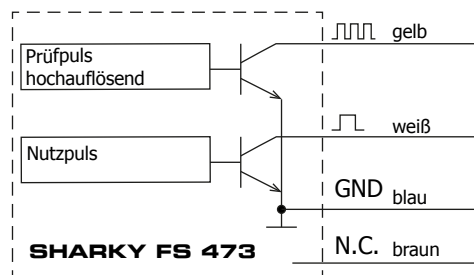 gelb
Prüfpuls
hochauflösend
weiß
Nutzpuls
GND blau
SHARKY FS 473
N.C. braun